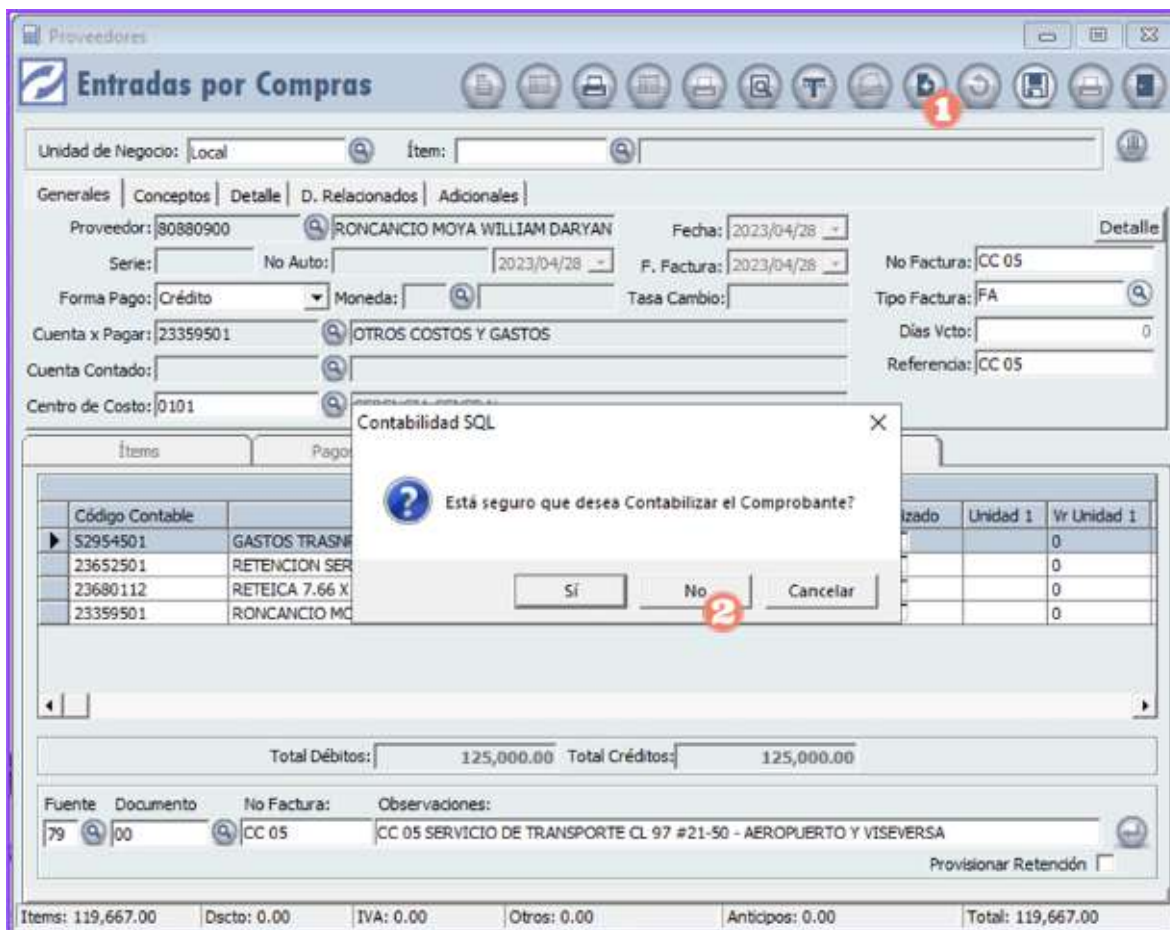 Proveedores
Entradas por Compras
1
Unidad de Negocio: Local Ítem:
Generales Conceptos Detalle D. Relacionados Adicionales
Proveedor: 80880900 RONCANCIO MOYA WILLIAM DARYAN Fecha: 2023/04/28 Detalle
Serie: No Auto: 2023/04/28 F. Factura: 2023/04/28 No Factura: CC 05
Forma Pago: Crédito Moneda: Tasa Cambio: Tipo Factura: FA
Cuenta x Pagar: 23359501 OTROS COSTOS Y GASTOS Días Vcto: 0
Cuenta Contado: Referencia: CC 05
Centro de Costo: 0101
Contabilidad SQL
Ítems Pagos
Está seguro que desea Contabilizar el Comprobante?
Código Contable Unidad 1 Vr Unidad 1
52954501 GASTOS 0
23652501 RETENCION SER 0
23680112 RETEICA 7.66 X 0
23359501 RONCANCIO MO 0
Sí No Cancelar
2
Total Débitos: 125,000.00 Total Créditos: 125,000.00
Fuente Documento No Factura: Observaciones:
79 00 CC 05 CC 05 SERVICIO DE TRANSPORTE CL 97 #21-50 - AEROPUERTO Y VISEVERSA
Provisionar Retención
Items: 119,667.00 Dscto: 0.00 IVA: 0.00 Otros: 0.00 Anticipos: 0.00 Total: 119,667.00